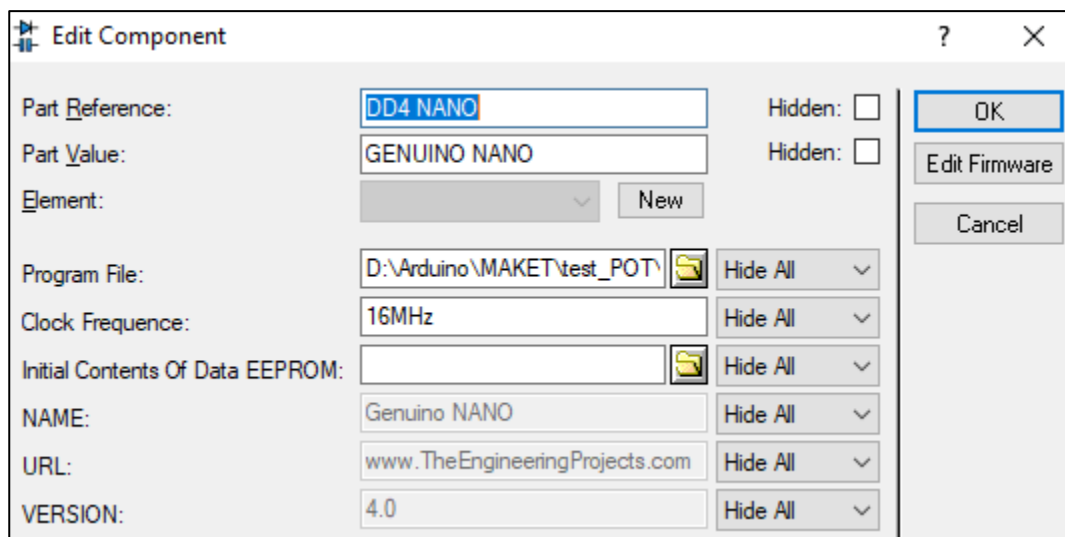 Edit Component ? X
Part Reference: DD4 NANO Hidden: OK
Part Value: GENUINO NANO Hidden: Edit Firmware
Element: New Cancel
Program File: D:\Arduino\MAKET\test_POT\ Hide All
Clock Frequence: 16MHz Hide All
Initial Contents Of Data EEPROM: Hide All
NAME: Genuino NANO Hide All
URL: www.TheEngineeringProjects.com Hide All
VERSION: 4.0 Hide All